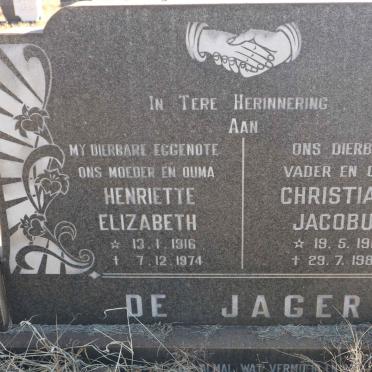 IN TERE HERINNERING
AAN
MY DIERBARE EGGENOTE
ONS MOEDER EN OUMA
HENRIETTE
ELIZABETH
☆ 13.1.1916
† 7.12.1974
ONS DIERB
VADER EN
CHRISTIA
JACOBU
☆ 19.5.19
† 29.7.198
DE JAGER
WAT